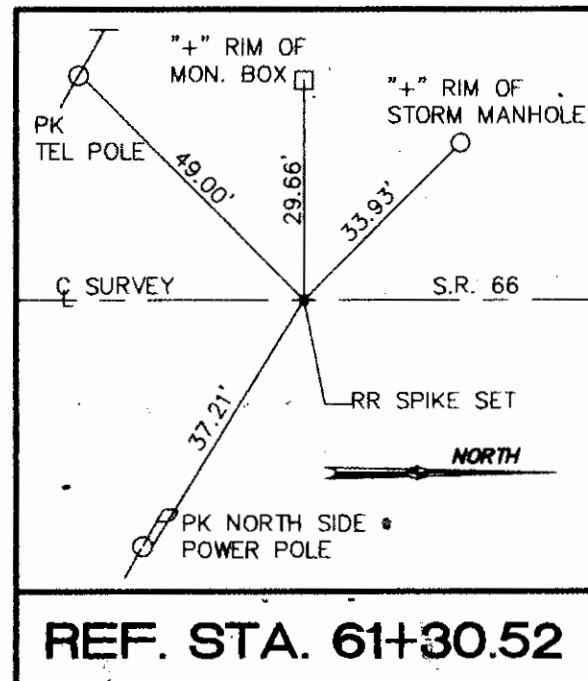 "+" RIM OF
MON. BOX
"+" RIM OF
STORM MANHOLE
PK
TEL POLE
49.00'
29.66'
33.93'
℄ SURVEY
S.R. 66
37.21'
RR SPIKE SET
NORTH
PK NORTH SIDE
POWER POLE
REF. STA. 61+30.52